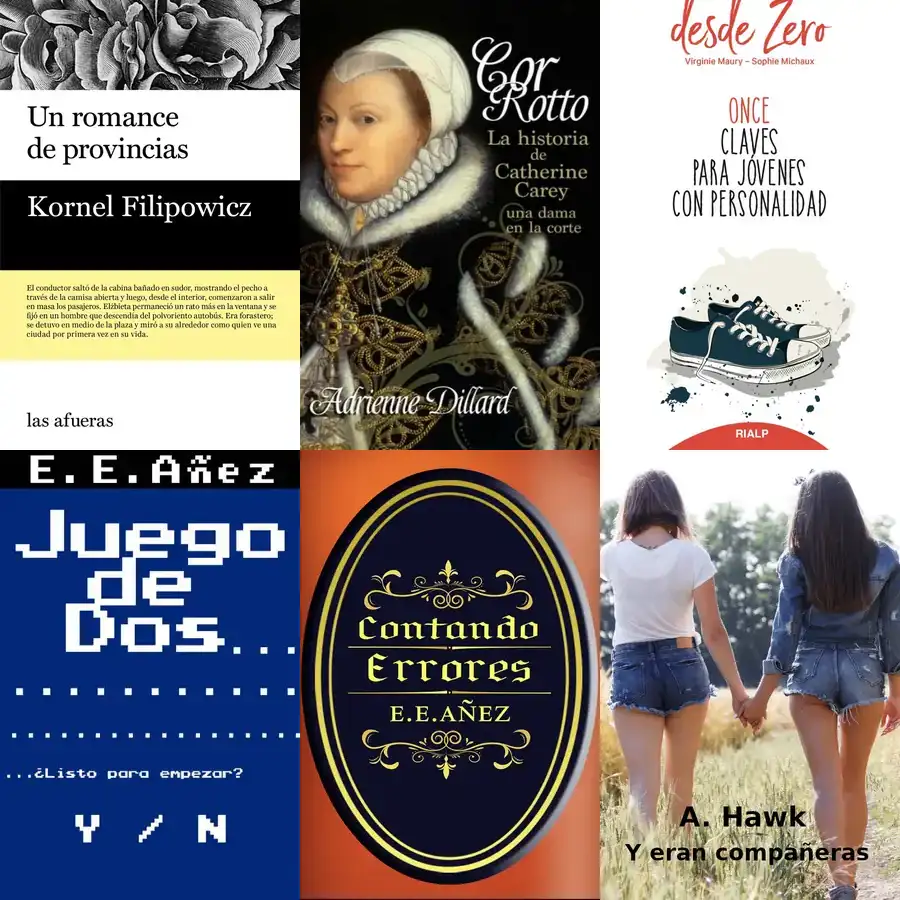 Un romance
de provincias
Kornel Filipowicz
El conductor saltó de la cabina bañado en sudor, mostrando el pecho a
través de la camisa abierta y luego, desde el interior, comenzaron a salir
en masa los pasajeros. Elżbieta permaneció un rato más en la ventana y se
fijó en un hombre que descendía del polvoriento autobús. Era forastero;
se detuvo en medio de la plaza y miró a su alrededor como quien ve una
ciudad por primera vez en su vida.
las afueras
Cor
Rotto
La historia
de
Catherine
Carey
una dama
en la corte
Adrienne Dillard
desde Zero
Virginie Maury – Sophie Michaux
ONCE
CLAVES
PARA JÓVENES
CON PERSONALIDAD
RIALP
E.E.Añez
Juego
de
Dos...
...¿Listo para empezar?
Y / N
Contando
Errores
E.E.AÑEZ
A. Hawk
Y eran compañeras